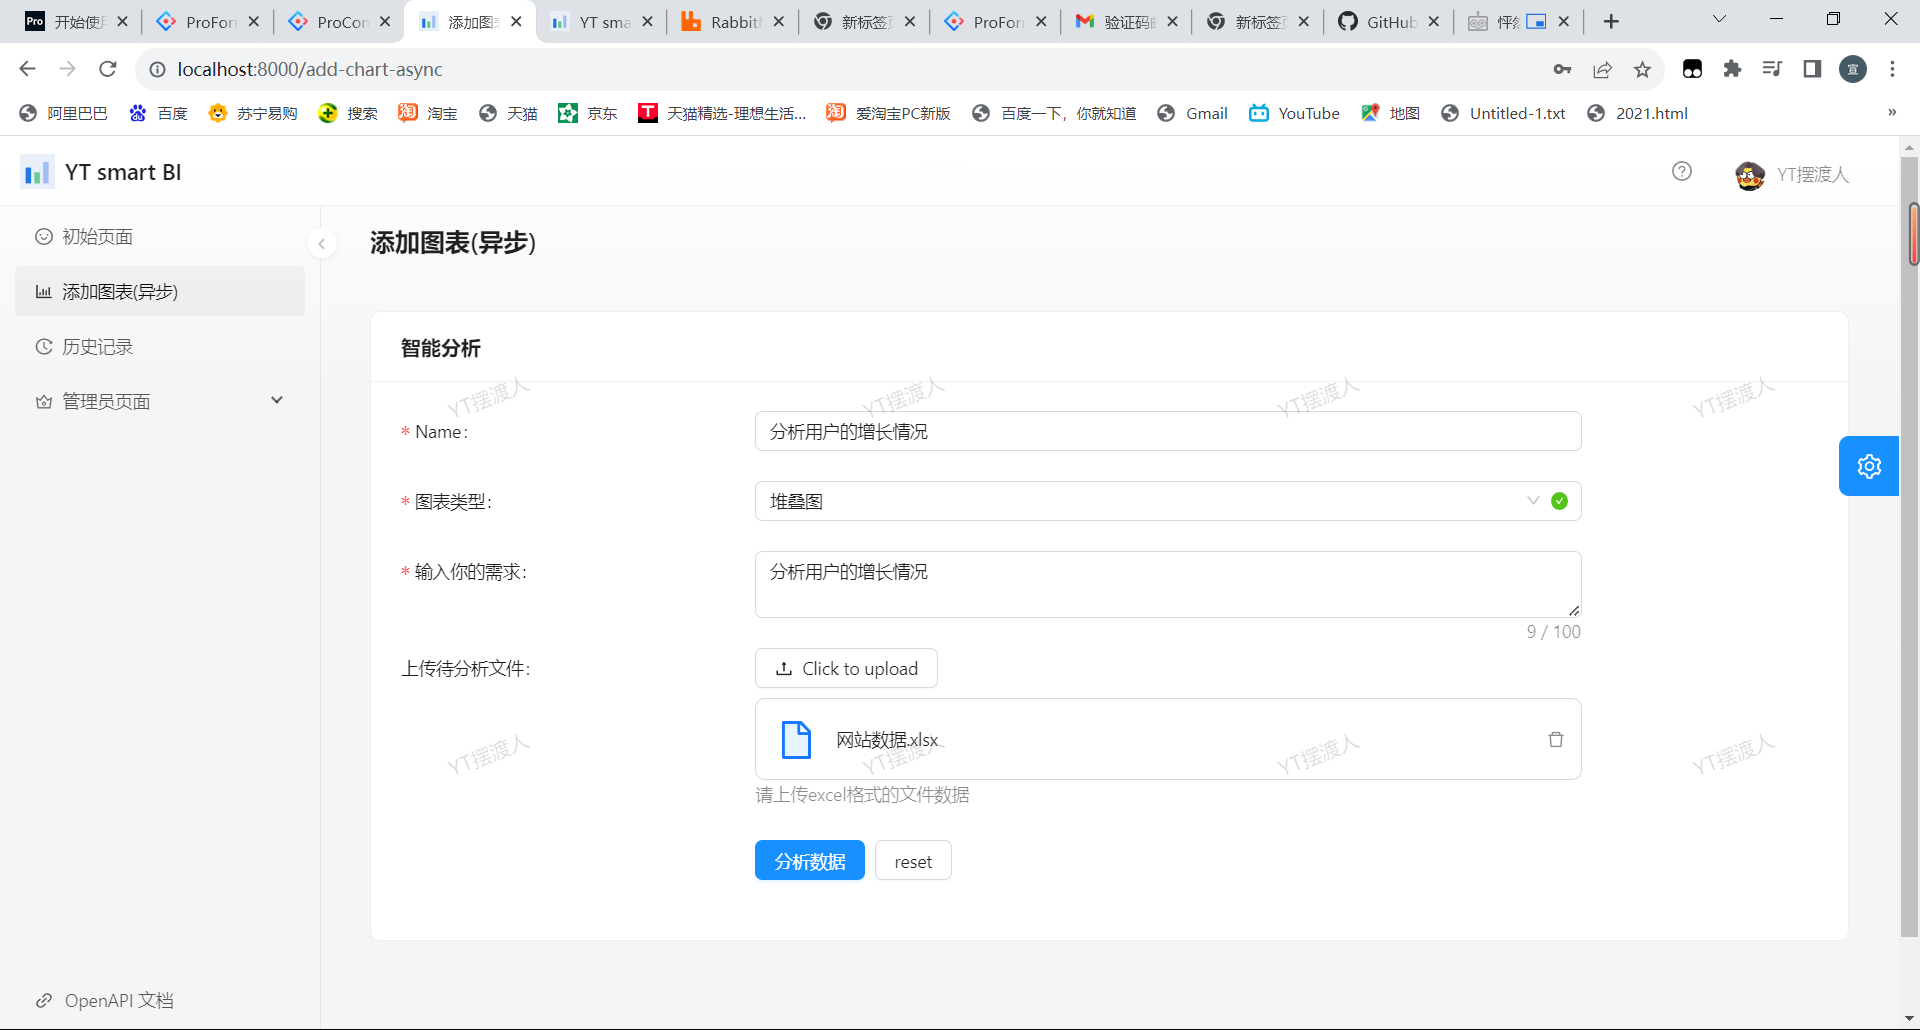 Pro 开始使 ProFor ProCon 添加图 YT sma Rabbit 新标签 ProFor 验证码 新标签 GitHub 怦
localhost:8000/add-chart-async 宣
阿里巴巴 百度 苏宁易购 搜索 淘宝 天猫 京东 天猫精选-理想生活... 爱淘宝PC新版 百度一下，你就知道 Gmail YouTube 地图 Untitled-1.txt 2021.html »
YT smart BI YT摆渡人
初始页面
添加图表(异步)
历史记录
管理员页面
OpenAPI 文档
添加图表(异步)
智能分析
YT摆渡人 YT摆渡人 YT摆渡人 YT摆渡人
* Name: 分析用户的增长情况
* 图表类型: 堆叠图
* 输入你的需求: 分析用户的增长情况
9 / 100
上传待分析文件: Click to upload
网站数据.xlsx
YT摆渡人 YT摆渡人 YT摆渡人 YT摆渡人
请上传excel格式的文件数据
分析数据 reset